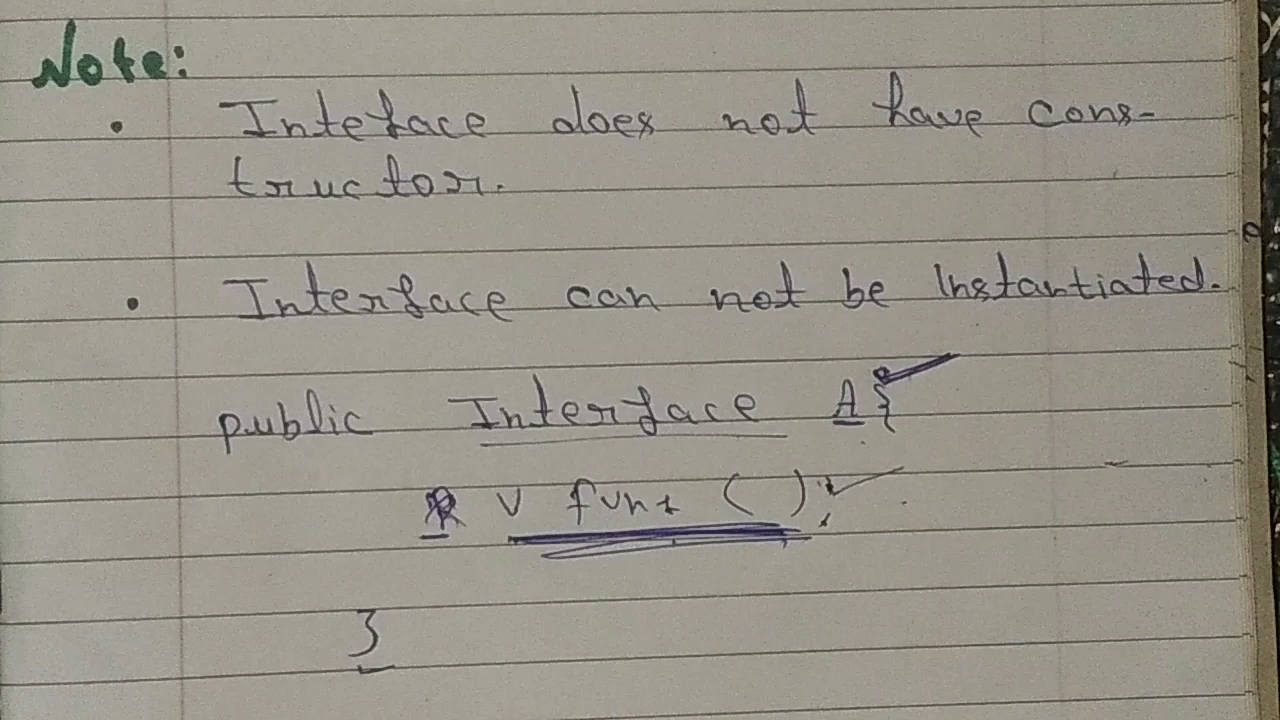 Note:
• Inteface does not have cons-
tructor.
• Interface can not be Instantiated.
public Interface A{
V fun1 ();
}